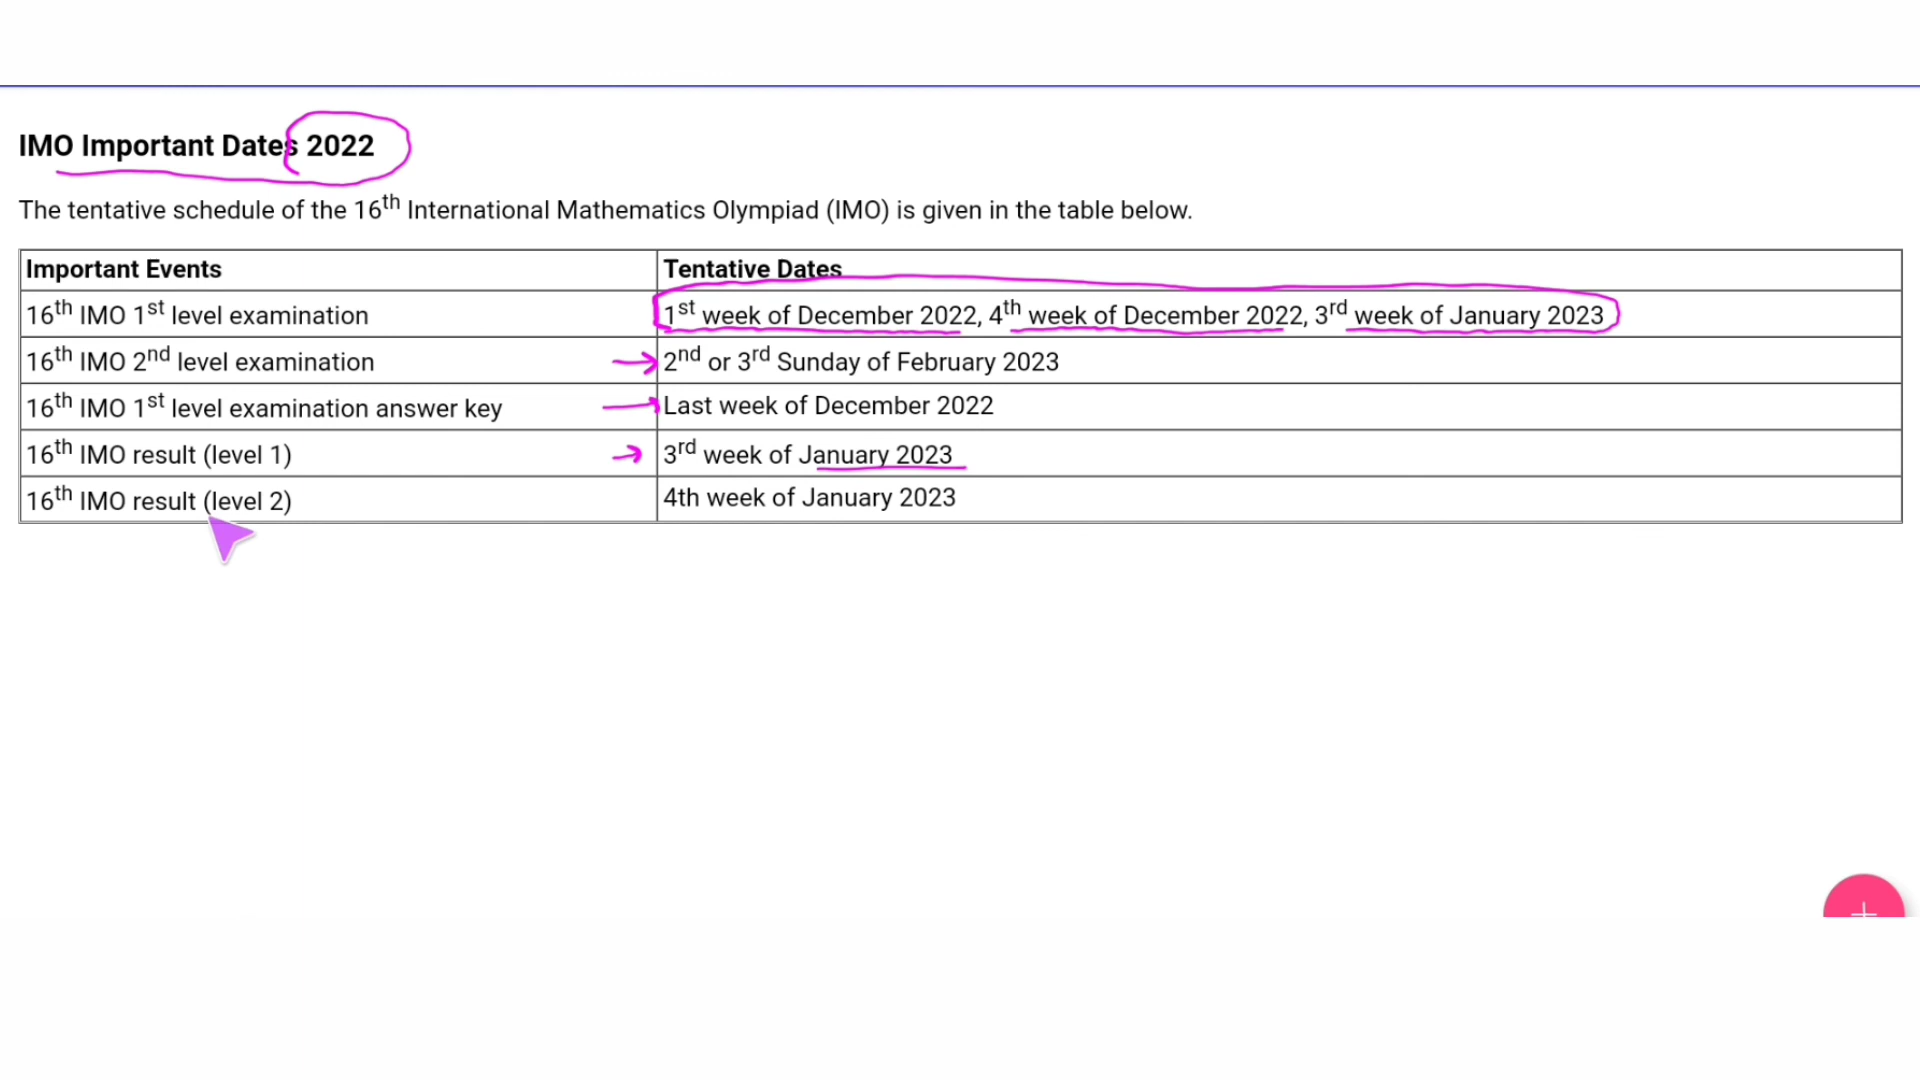 IMO Important Dates 2022
The tentative schedule of the 16th International Mathematics Olympiad (IMO) is given in the table below.
Important Events Tentative Dates
16th IMO 1st level examination 1st week of December 2022, 4th week of December 2022, 3rd week of January 2023
16th IMO 2nd level examination 2nd or 3rd Sunday of February 2023
16th IMO 1st level examination answer key Last week of December 2022
16th IMO result (level 1) 3rd week of January 2023
16th IMO result (level 2) 4th week of January 2023